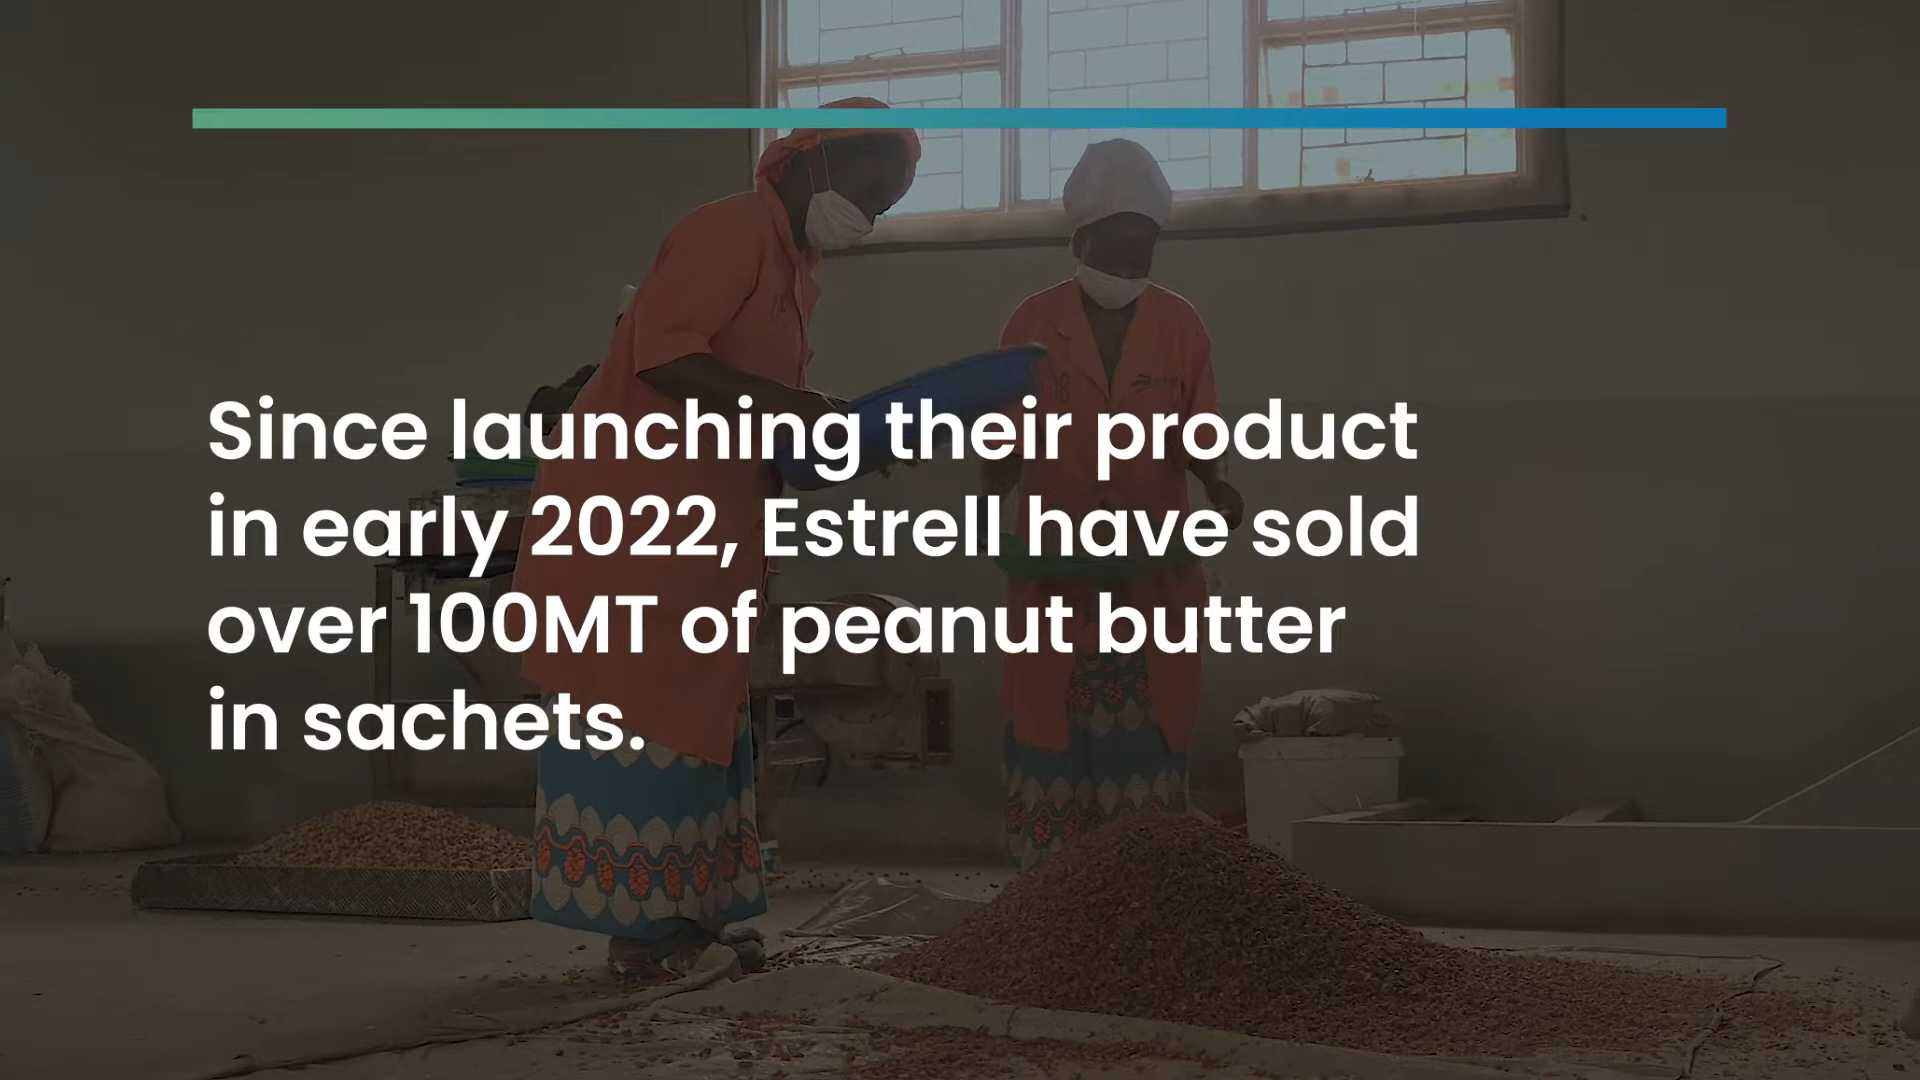 Since launching their product
in early 2022, Estrell have sold
over 100MT of peanut butter
in sachets.